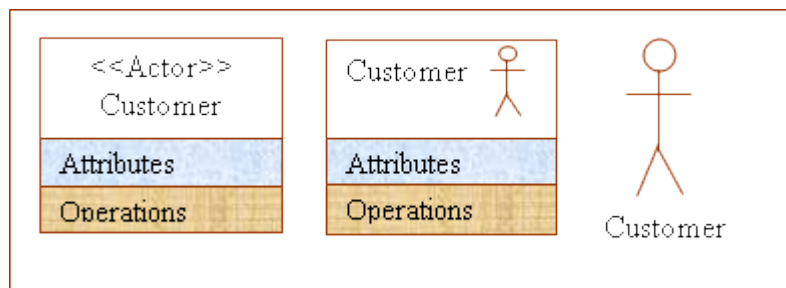 <<Actor>>
Customer
Attributes
Operations
Customer
Attributes
Operations
Customer